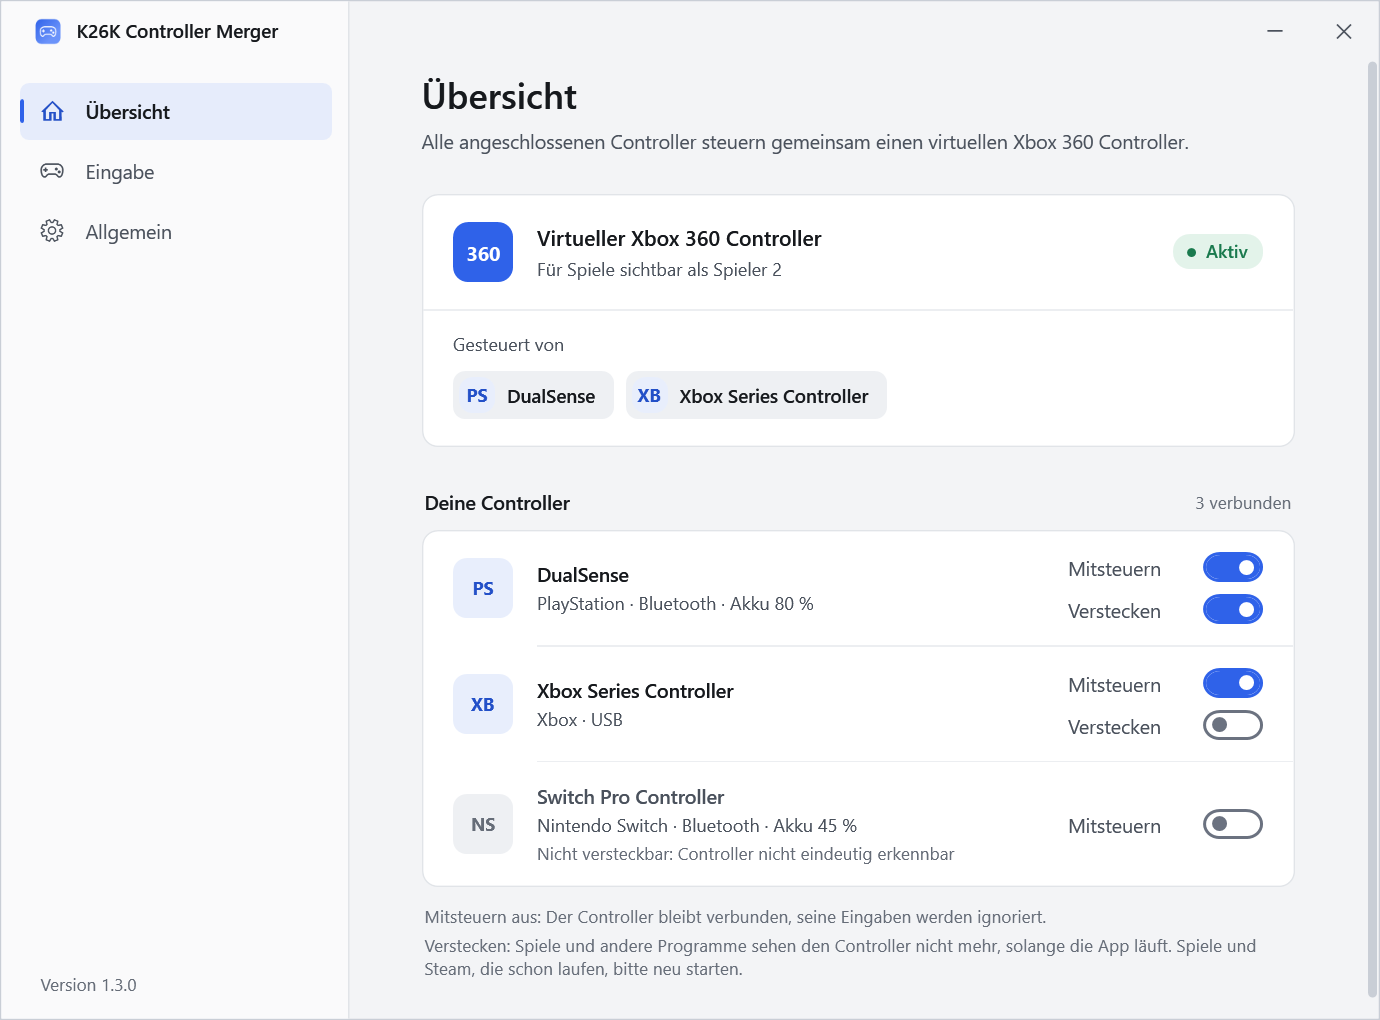 K26K Controller Merger
Übersicht
Eingabe
Allgemein
Version 1.3.0
Übersicht
Alle angeschlossenen Controller steuern gemeinsam einen virtuellen Xbox 360 Controller.
360
Virtueller Xbox 360 Controller
Für Spiele sichtbar als Spieler 2
Aktiv
Gesteuert von
PS DualSense
XB Xbox Series Controller
Deine Controller
3 verbunden
PS
DualSense
PlayStation · Bluetooth · Akku 80 %
Mitsteuern
Verstecken
XB
Xbox Series Controller
Xbox · USB
Mitsteuern
Verstecken
NS
Switch Pro Controller
Nintendo Switch · Bluetooth · Akku 45 %
Nicht versteckbar: Controller nicht eindeutig erkennbar
Mitsteuern
Mitsteuern aus: Der Controller bleibt verbunden, seine Eingaben werden ignoriert.
Verstecken: Spiele und andere Programme sehen den Controller nicht mehr, solange die App läuft. Spiele und
Steam, die schon laufen, bitte neu starten.